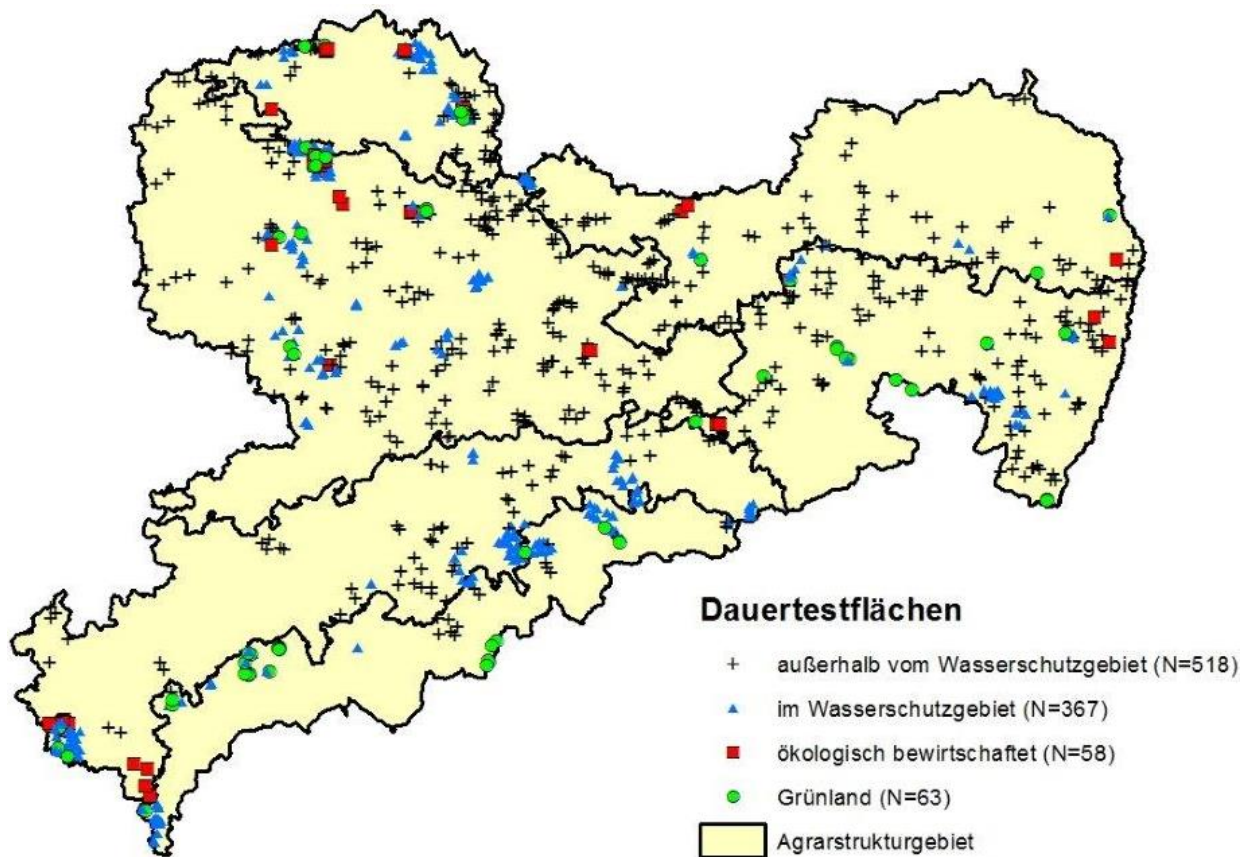 Dauertestflächen
außerhalb vom Wasserschutzgebiet (N=518)
im Wasserschutzgebiet (N=367)
ökologisch bewirtschaftet (N=58)
Grünland (N=63)
Agrarstrukturgebiet